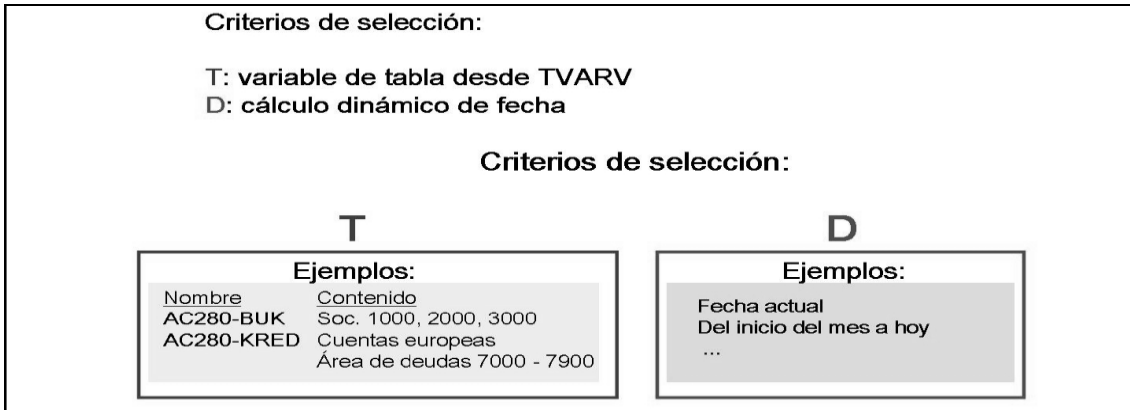 Criterios de selección:
T: variable de tabla desde TVARV
D: cálculo dinámico de fecha
Criterios de selección:
T
Ejemplos:
Nombre Contenido
AC280-BUK Soc. 1000, 2000, 3000
AC280-KRED Cuentas europeas
Área de deudas 7000 - 7900
D
Ejemplos:
Fecha actual
Del inicio del mes a hoy
...